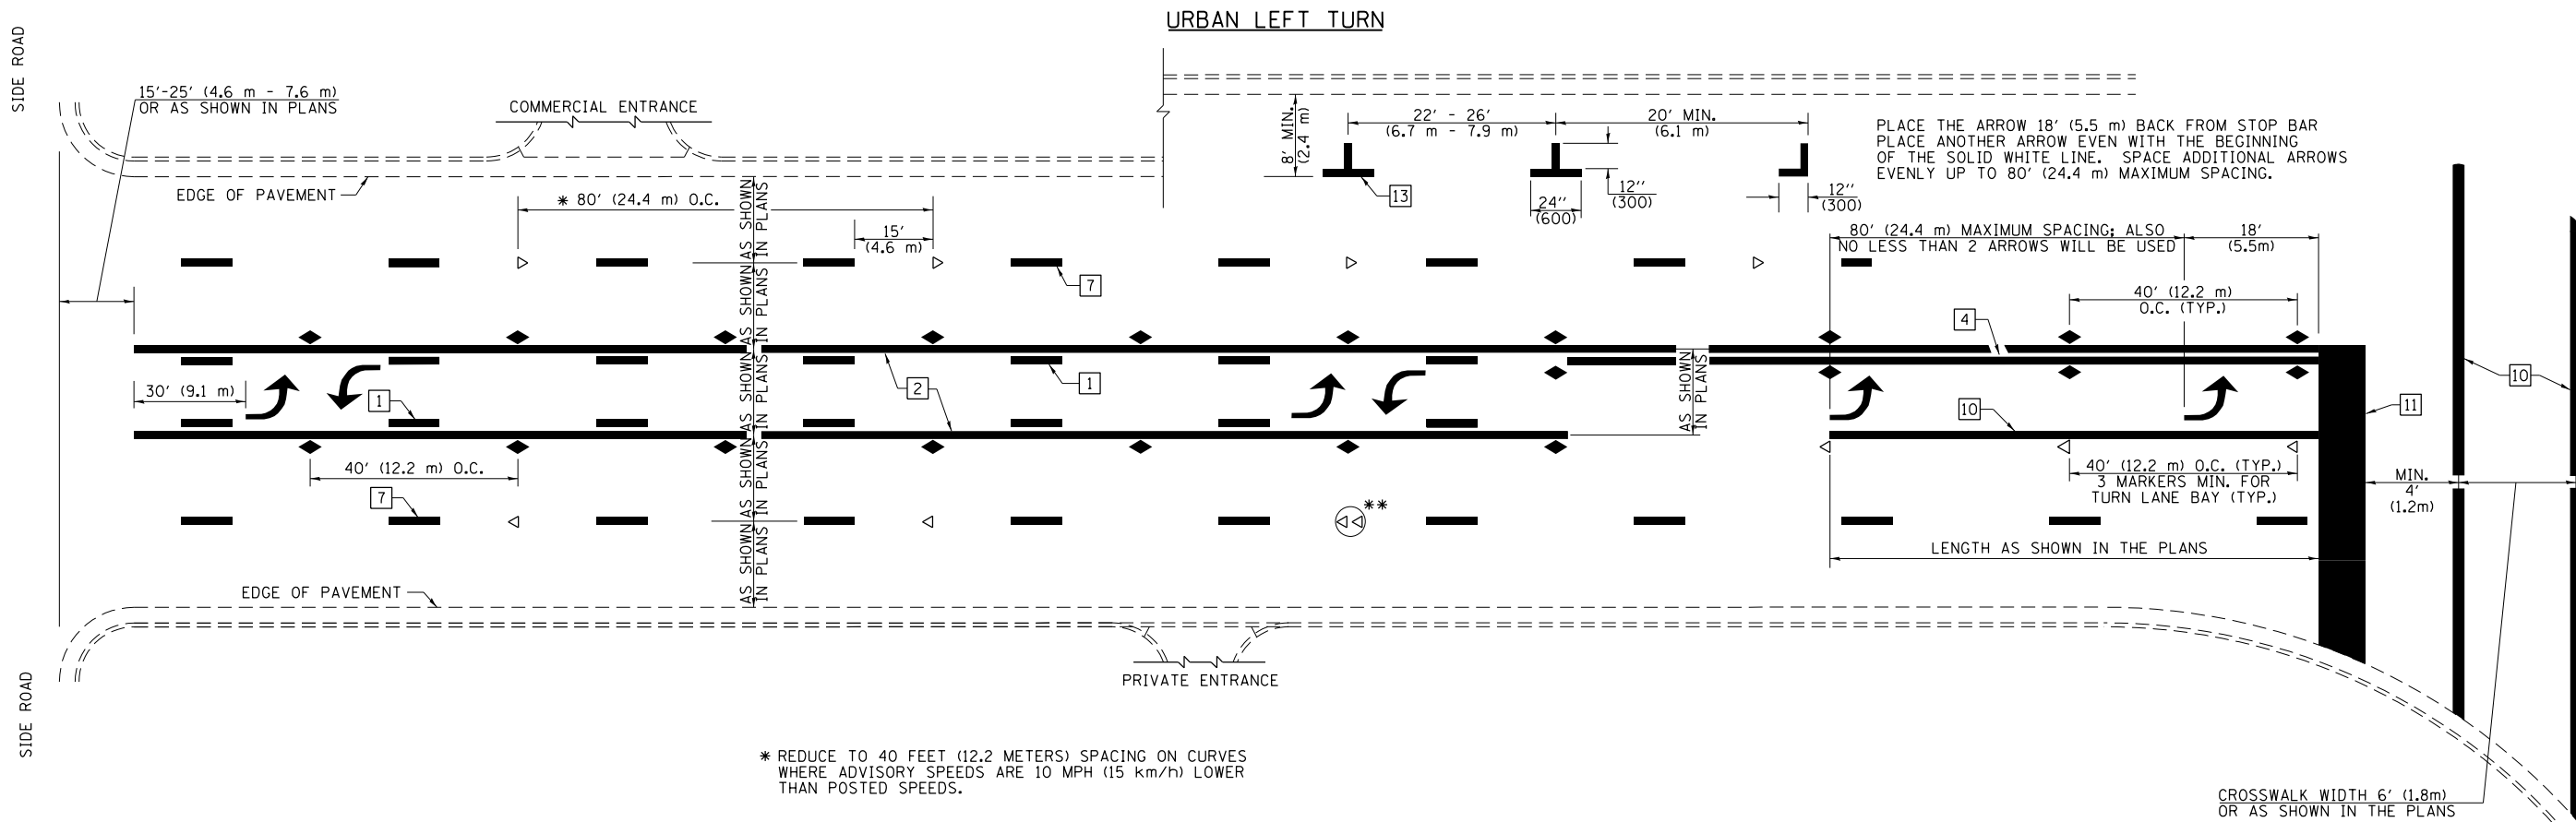 URBAN LEFT TURN
SIDE ROAD
15'-25' (4.6 m - 7.6 m)
OR AS SHOWN IN PLANS
COMMERCIAL ENTRANCE
EDGE OF PAVEMENT
* 80' (24.4 m) O.C.
15'
(4.6 m)
8' MIN.
(2.4 m)
22' - 26'
(6.7 m - 7.9 m)
20' MIN.
(6.1 m)
13
24''
(600)
12''
(300)
12''
(300)
PLACE THE ARROW 18' (5.5 m) BACK FROM STOP BAR
PLACE ANOTHER ARROW EVEN WITH THE BEGINNING
OF THE SOLID WHITE LINE. SPACE ADDITIONAL ARROWS
EVENLY UP TO 80' (24.4 m) MAXIMUM SPACING.
80' (24.4 m) MAXIMUM SPACING; ALSO
NO LESS THAN 2 ARROWS WILL BE USED
18'
(5.5m)
7
40' (12.2 m)
O.C. (TYP.)
4
AS SHOWN
IN PLANS
AS SHOWN
IN PLANS
AS SHOWN
IN PLANS
AS SHOWN
IN PLANS
AS SHOWN
IN PLANS
AS SHOWN
IN PLANS
30' (9.1 m)
1
2
1
10
11
10
40' (12.2 m) O.C.
7
**
40' (12.2 m) O.C. (TYP.)
3 MARKERS MIN. FOR
TURN LANE BAY (TYP.)
MIN.
4'
(1.2m)
LENGTH AS SHOWN IN THE PLANS
EDGE OF PAVEMENT
SIDE ROAD
PRIVATE ENTRANCE
* REDUCE TO 40 FEET (12.2 METERS) SPACING ON CURVES
WHERE ADVISORY SPEEDS ARE 10 MPH (15 km/h) LOWER
THAN POSTED SPEEDS.
CROSSWALK WIDTH 6' (1.8m)
OR AS SHOWN IN THE PLANS